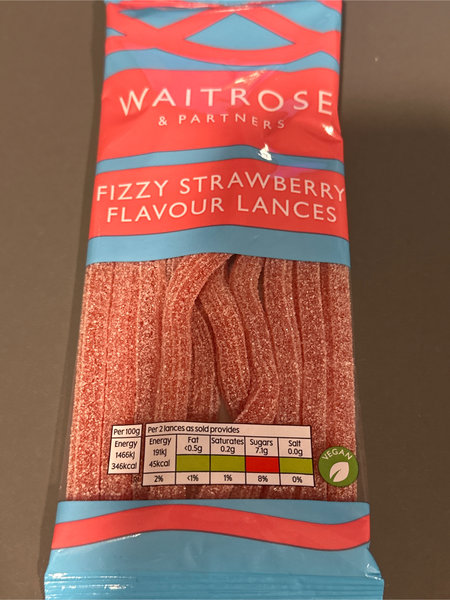 WAITROSE
& PARTNERS
FIZZY STRAWBERRY
FLAVOUR LANCES
Per 100g
Energy
1466kj
346kcal
Per 2 lances as sold provides
Energy
191kj
45kcal
2%
Fat
<0.5g
<1%
Saturates
0.2g
1%
Sugars
7.1g
8%
Salt
0.0g
0%
VEGAN